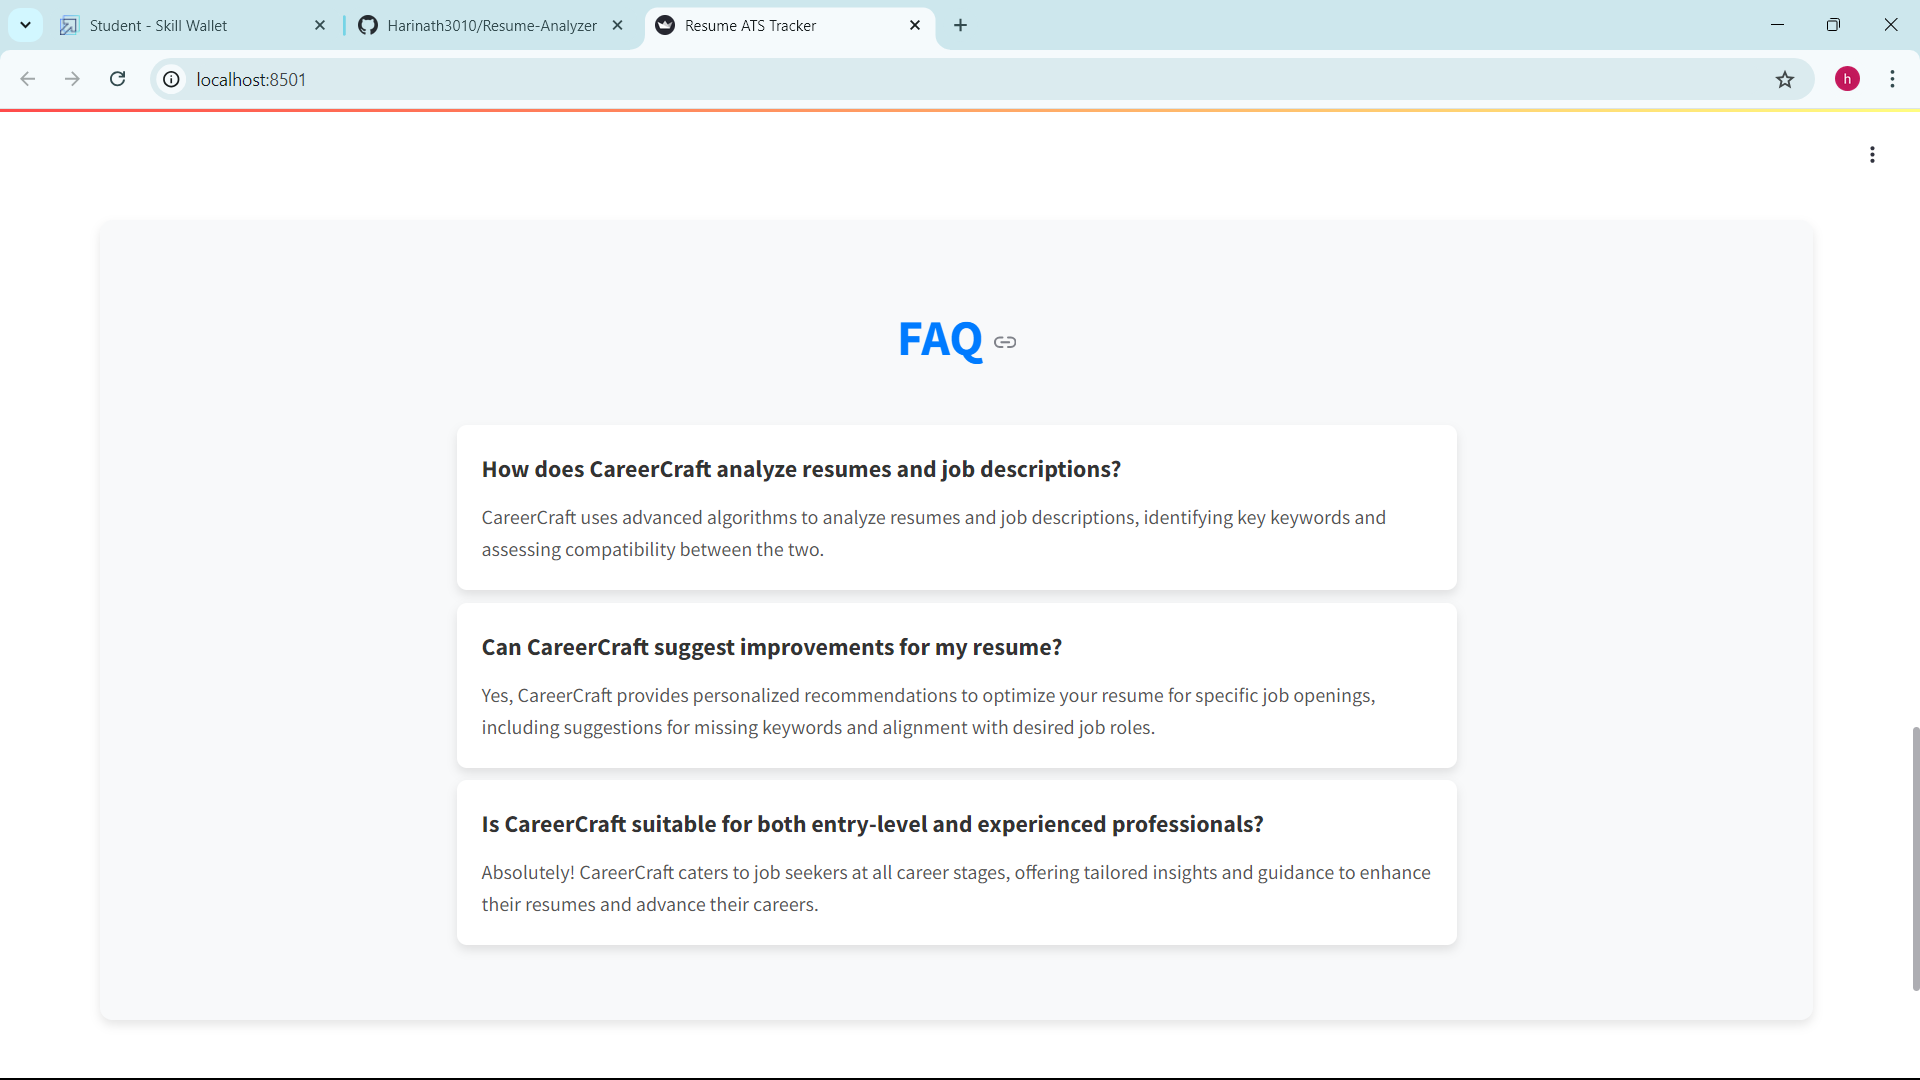 Student - Skill Wallet
Harinath3010/Resume-Analyzer
Resume ATS Tracker
localhost:8501
h
FAQ
How does CareerCraft analyze resumes and job descriptions?
CareerCraft uses advanced algorithms to analyze resumes and job descriptions, identifying key keywords and
assessing compatibility between the two.
Can CareerCraft suggest improvements for my resume?
Yes, CareerCraft provides personalized recommendations to optimize your resume for specific job openings,
including suggestions for missing keywords and alignment with desired job roles.
Is CareerCraft suitable for both entry-level and experienced professionals?
Absolutely! CareerCraft caters to job seekers at all career stages, offering tailored insights and guidance to enhance
their resumes and advance their careers.